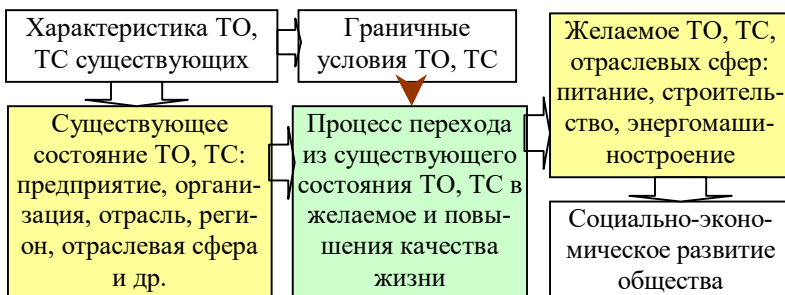 Характеристика ТО,
ТС существующих
Граничные
условия ТО, ТС
Желаемое ТО, ТС,
отраслевых сфер:
питание, строитель-
ство, энергомаши-
ностроение
Существующее
состояние ТО, ТС:
предприятие, органи-
зация, отрасль, реги-
он, отраслевая сфера
и др.
Процесс перехода
из существующего
состояния ТО, ТС в
желаемое и повы-
шения качества
жизни
Социально-эконо-
мическое развитие
общества